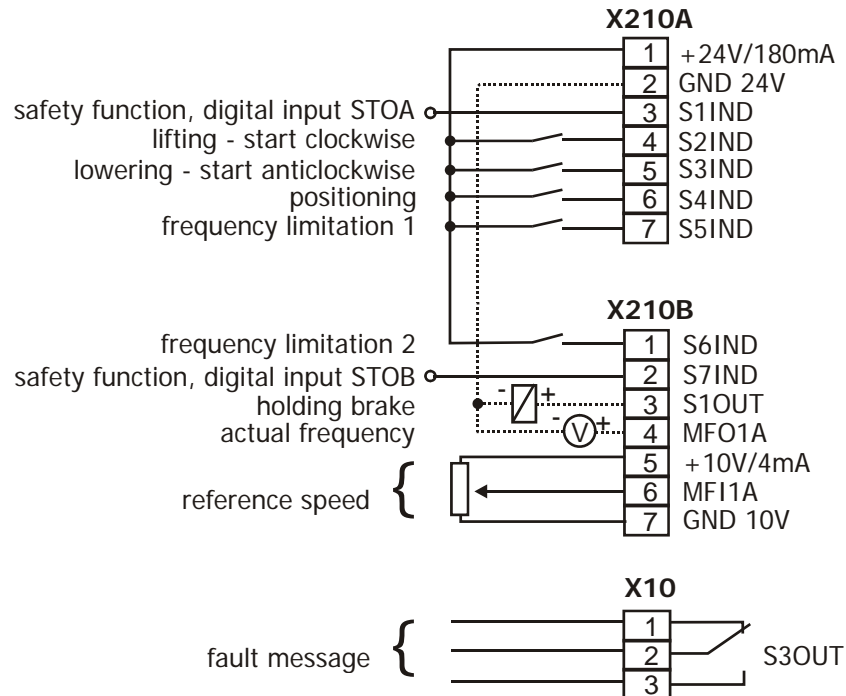 X210A
1 +24V/180mA
2 GND 24V
safety function, digital input STOA 3 S1IND
lifting - start clockwise 4 S2IND
lowering - start anticlockwise 5 S3IND
positioning 6 S4IND
frequency limitation 1 7 S5IND
X210B
frequency limitation 2 1 S6IND
safety function, digital input STOB 2 S7IND
holding brake - + 3 S1OUT
actual frequency - V + 4 MFO1A
5 +10V/4mA
reference speed { 6 MFI1A
7 GND 10V
X10
1
fault message { 2 S3OUT
3